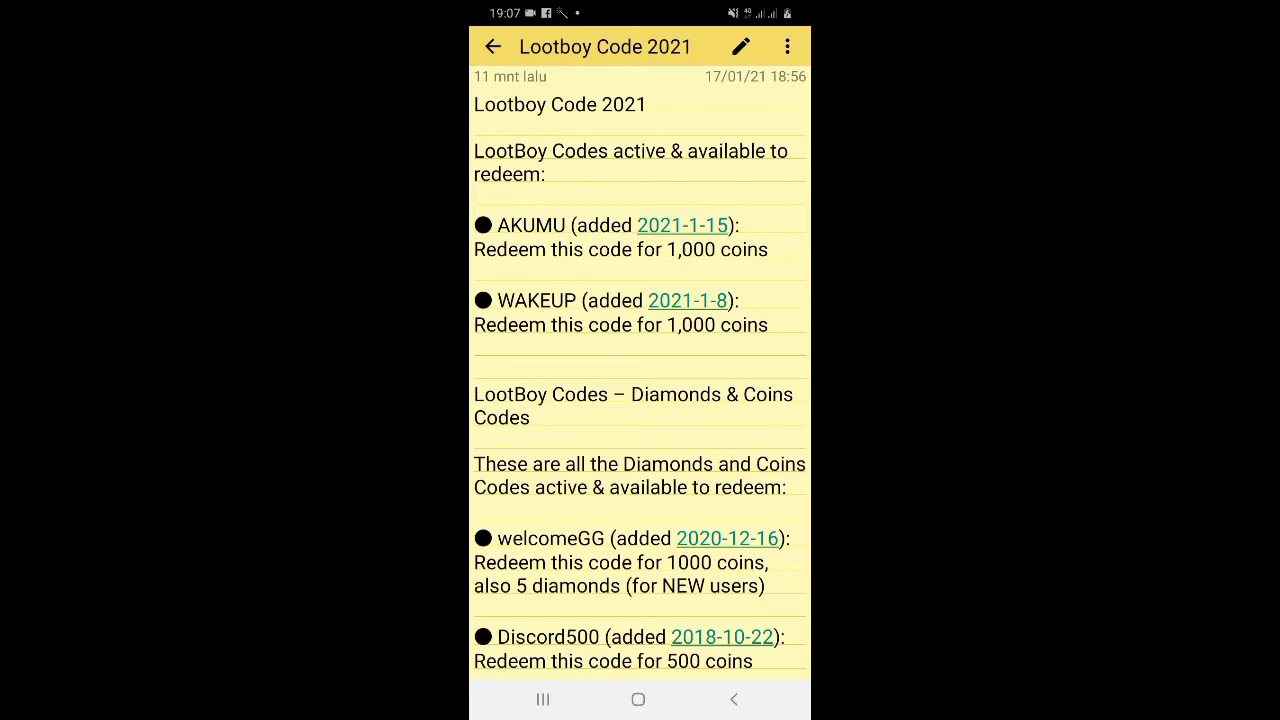 19:07
4G
Lootboy Code 2021
11 mnt lalu 17/01/21 18:56
Lootboy Code 2021
LootBoy Codes active & available to
redeem:
● AKUMU (added 2021-1-15):
Redeem this code for 1,000 coins
● WAKEUP (added 2021-1-8):
Redeem this code for 1,000 coins
LootBoy Codes – Diamonds & Coins
Codes
These are all the Diamonds and Coins
Codes active & available to redeem:
● welcomeGG (added 2020-12-16):
Redeem this code for 1000 coins,
also 5 diamonds (for NEW users)
● Discord500 (added 2018-10-22):
Redeem this code for 500 coins